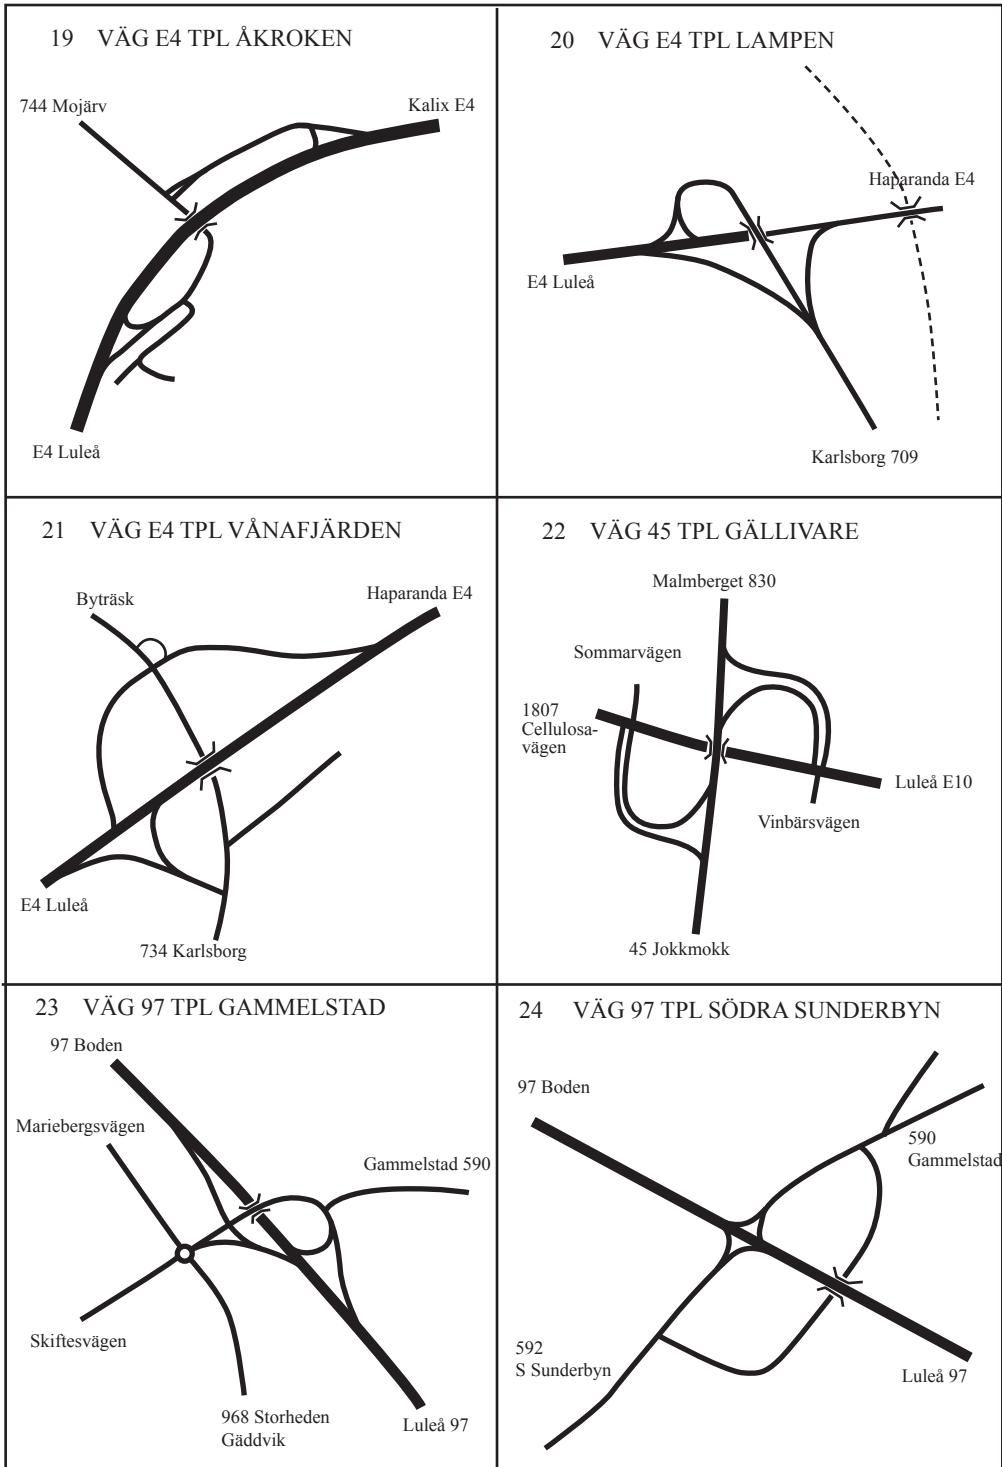 19 VÄG E4 TPL ÅKROKEN
744 Mojärv
Kalix E4
E4 Luleå
20 VÄG E4 TPL LAMPEN
Haparanda E4
E4 Luleå
Karlsborg 709
21 VÄG E4 TPL VÅNAFJÄRDEN
Byträsk
Haparanda E4
E4 Luleå
734 Karlsborg
22 VÄG 45 TPL GÄLLIVARE
Malmberget 830
Sommarvägen
1807
Cellulosa-
vägen
Luleå E10
Vinbärsvägen
45 Jokkmokk
23 VÄG 97 TPL GAMMELSTAD
97 Boden
Mariebergsvägen
Gammelstad 590
Skiftesvägen
968 Storheden
Gäddvik
Luleå 97
24 VÄG 97 TPL SÖDRA SUNDERBYN
97 Boden
590
Gammelstad
592
S Sunderbyn
Luleå 97